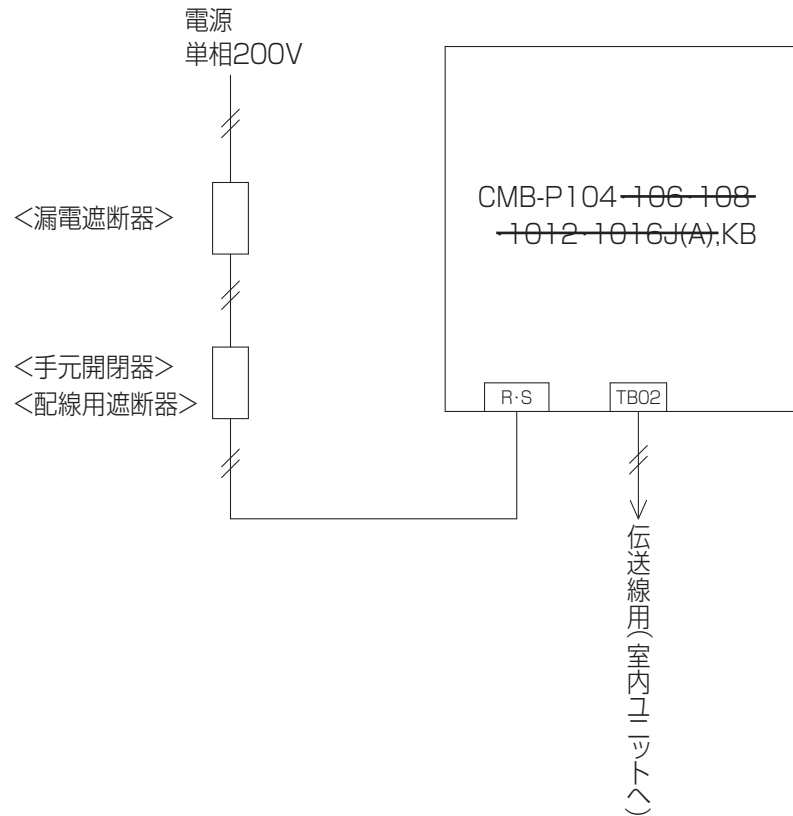 電源
単相200V
<漏電遮断器>
<手元開閉器>
<配線用遮断器>
CMB-P104·106·108
·1012·1016J(A),KB
R·S
TB02
伝送線用(室内ユニットへ)